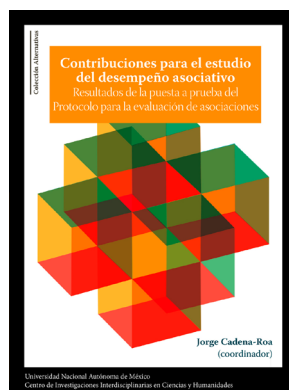 Colección Alternativas
Contribuciones para el estudio
del desempeño asociativo
Resultados de la puesta a prueba del
Protocolo para la evaluación de asociaciones
Jorge Cadena-Roa
(coordinador)
Universidad Nacional Autónoma de México
Centro de Investigaciones Interdisciplinarias en Ciencias y Humanidades